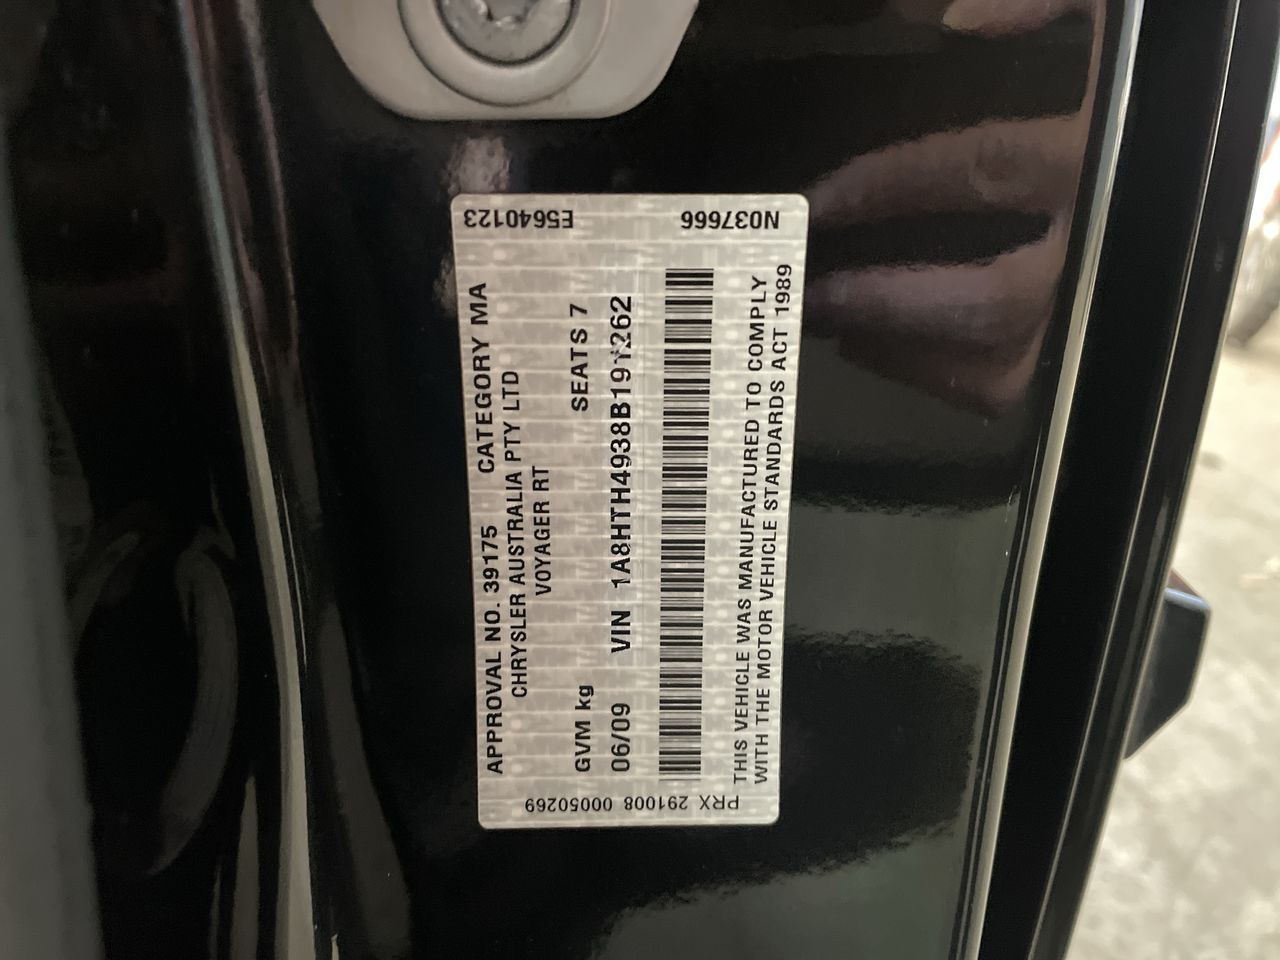 E5640123
N037666
APPROVAL NO. 39175 CATEGORY MA
CHRYSLER AUSTRALIA PTY LTD
VOYAGER RT
GVM kg SEATS 7
06/09 VIN 1A8HTH4938B191262
THIS VEHICLE WAS MANUFACTURED TO COMPLY
WITH THE MOTOR VEHICLE STANDARDS ACT 1989
PRX 291008 00050269